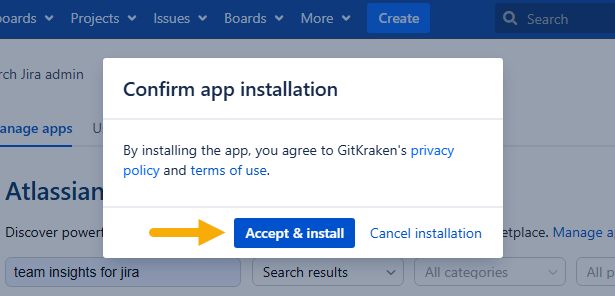 oards Projects Issues Boards More Create Search
rch Jira admin
anage apps U
Confirm app installation
By installing the app, you agree to GitKraken's privacy
policy and terms of use.
Accept & install Cancel installation
Atlassian
Discover powerf etplace. Manage a
team insights for jira Search results All categories All p